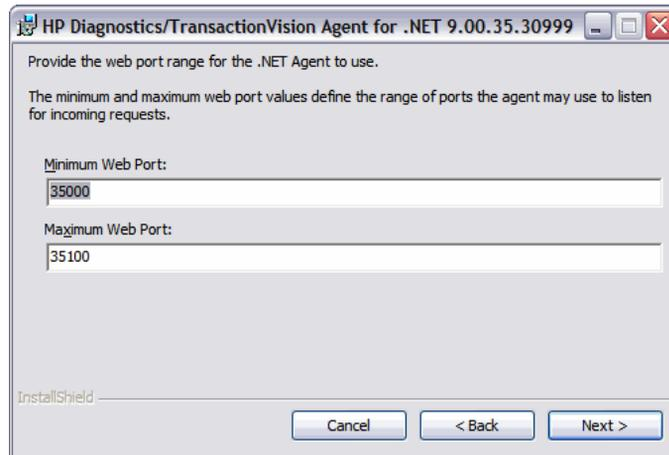 HP Diagnostics/TransactionVision Agent for .NET 9.00.35.30999
Provide the web port range for the .NET Agent to use.
The minimum and maximum web port values define the range of ports the agent may use to listen
for incoming requests.
Minimum Web Port:
35000
Maximum Web Port:
35100
InstallShield
Cancel
< Back
Next >